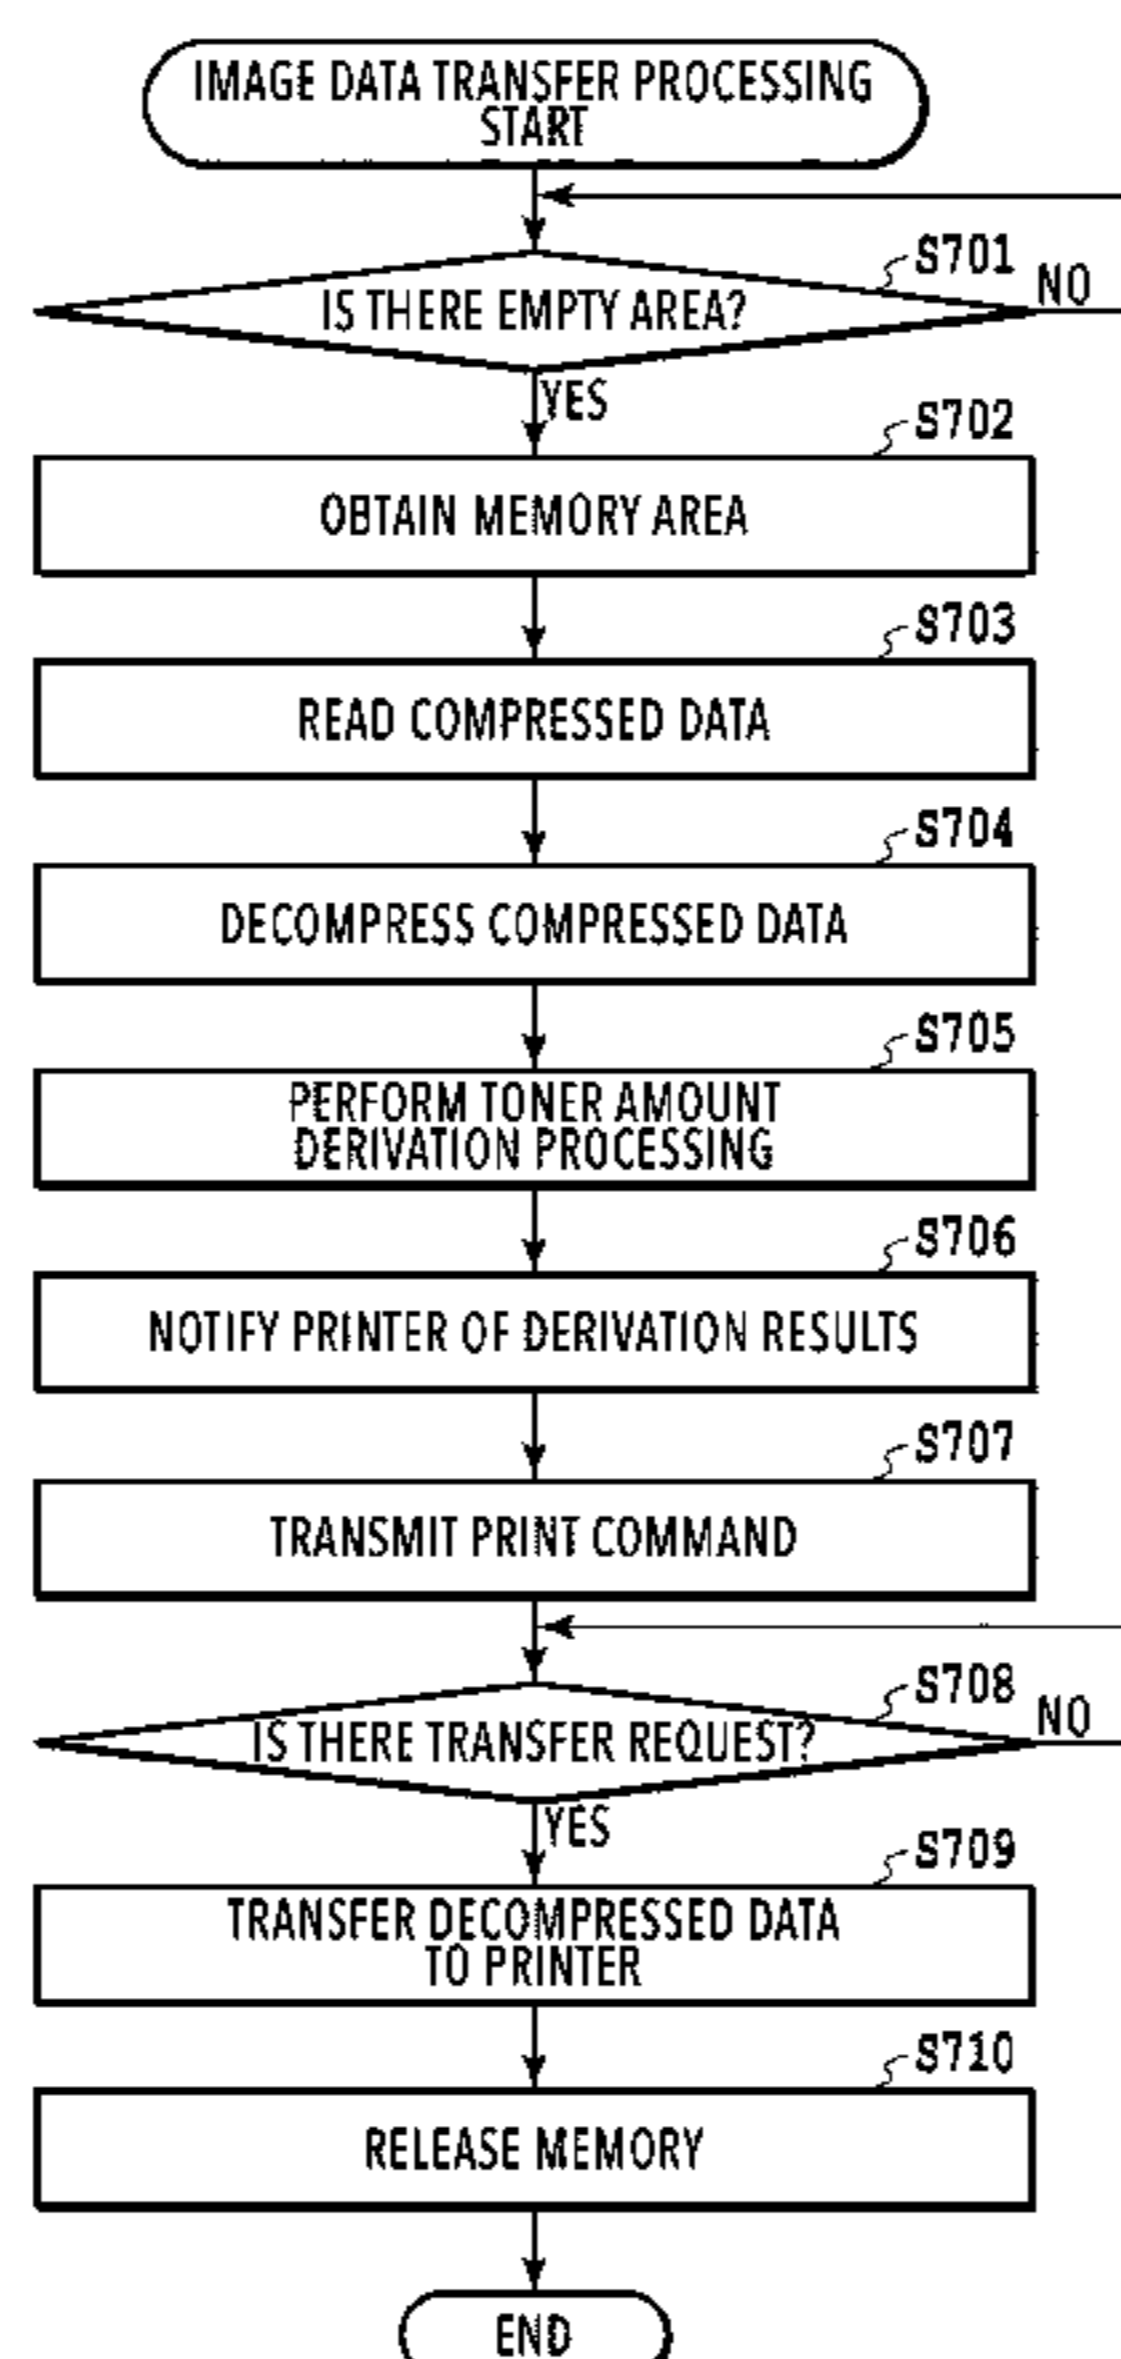 IMAGE DATA TRANSFER PROCESSING
START
S701
IS THERE EMPTY AREA?
NO
YES
S702
OBTAIN MEMORY AREA
S703
READ COMPRESSED DATA
S704
DECOMPRESS COMPRESSED DATA
S705
PERFORM TONER AMOUNT
DERIVATION PROCESSING
S706
NOTIFY PRINTER OF DERIVATION RESULTS
S707
TRANSMIT PRINT COMMAND
S708
IS THERE TRANSFER REQUEST?
NO
YES
S709
TRANSFER DECOMPRESSED DATA
TO PRINTER
S710
RELEASE MEMORY
END